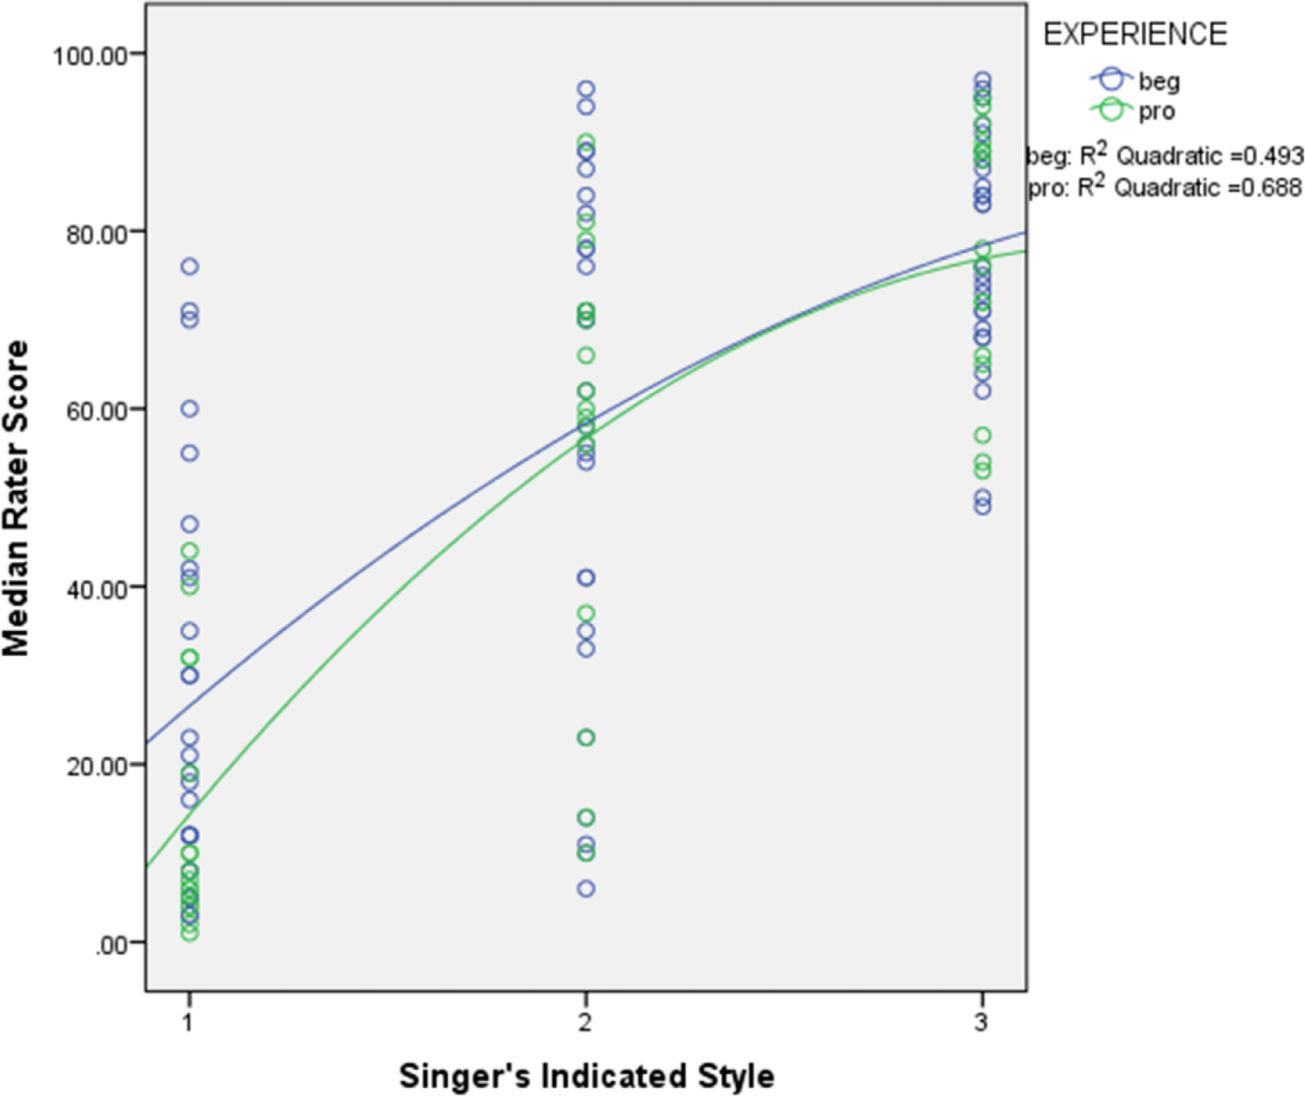 EXPERIENCE
beg
pro
beg: R2 Quadratic =0.493
pro: R2 Quadratic =0.688
Median Rater Score
100.00
80.00
60.00
40.00
20.00
.00
1 2 3
Singer's Indicated Style